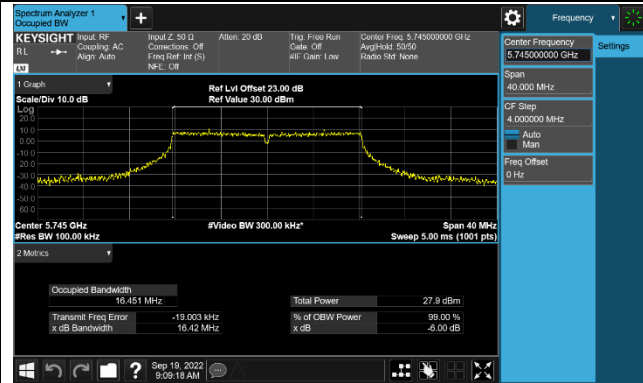 Spectrum Analyzer 1
Occupied BW
Frequency
KEYSIGHT
RL
LXI
Input: RF
Coupling: AC
Align: Auto
Input Z: 50 Ω
Corrections: Off
Freq Ref: Int (S)
NFE: Off
Atten: 20 dB
Trig: Free Run
Gate: Off
#IF Gain: Low
Center Freq: 5.745000000 GHz
Avg|Hold: 50/50
Radio Std: None
Center Frequency
5.745000000 GHz
Settings
Span
40.000 MHz
CF Step
4.000000 MHz
Auto
Man
Freq Offset
0 Hz
1 Graph
Scale/Div 10.0 dB
Ref Lvl Offset 23.00 dB
Ref Value 30.00 dBm
Log
20.0
10.0
0.00
-10.0
-20.0
-30.0
-40.0
-50.0
-60.0
Center 5.745 GHz
#Res BW 100.00 kHz
#Video BW 300.00 kHz*
Span 40 MHz
Sweep 5.00 ms (1001 pts)
2 Metrics
Occupied Bandwidth
16.451 MHz
Total Power 27.9 dBm
Transmit Freq Error -19.003 kHz
% of OBW Power 99.00 %
x dB Bandwidth 16.42 MHz
x dB -6.00 dB
Sep 19, 2022
9:09:18 AM